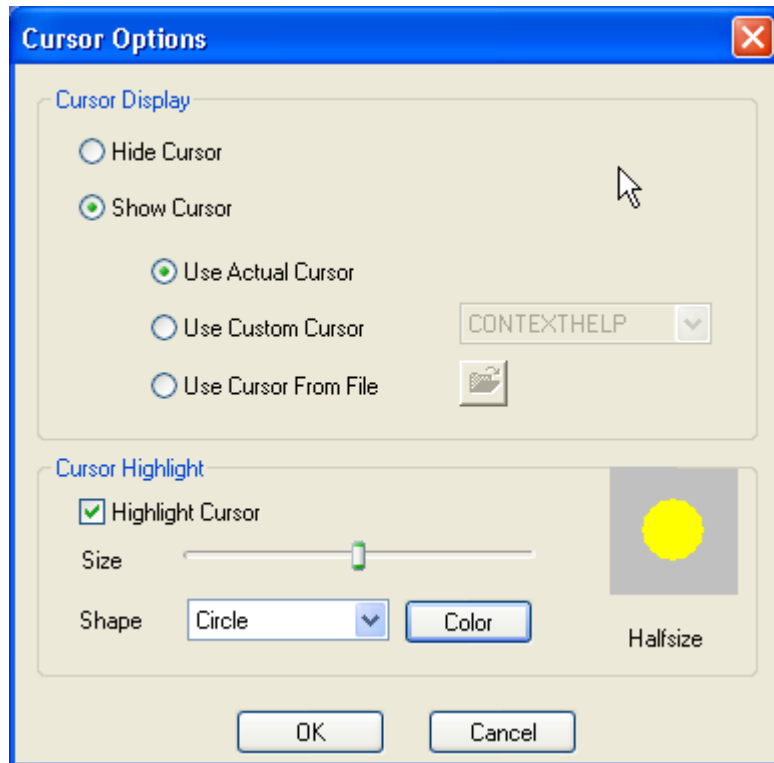 Cursor Options
Cursor Display
Hide Cursor
Show Cursor
Use Actual Cursor
Use Custom Cursor CONTEXTHELP
Use Cursor From File
Cursor Highlight
Highlight Cursor
Size
Shape Circle Color
Halfsize
OK Cancel